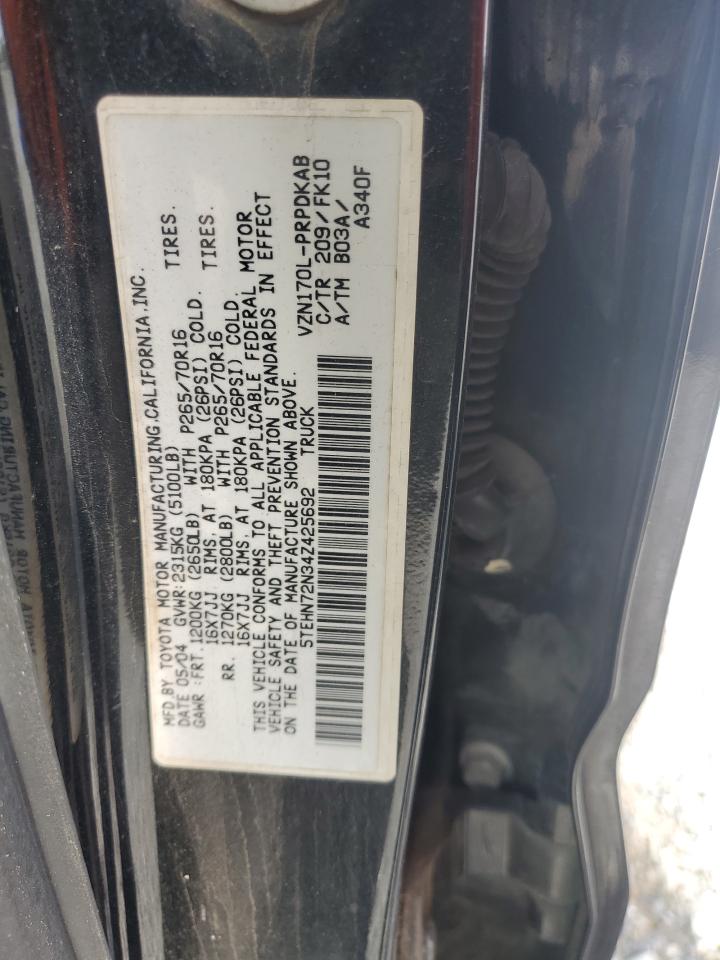 MFD.BY TOYOTA MOTOR MANUFACTURING,CALIFORNIA,INC.
DATE 05/04 GVWR:2315KG (5100LB)
GAWR :FRT.1200KG (2650LB) WITH P265/70R16 TIRES.
16X7JJ RIMS, AT 180KPA (26PSI) COLD.
RR. 1270KG (2800LB) WITH P265/70R16 TIRES.
16X7JJ RIMS, AT 180KPA (26PSI) COLD.
THIS VEHICLE CONFORMS TO ALL APPLICABLE FEDERAL MOTOR
VEHICLE SAFETY AND THEFT PREVENTION STANDARDS IN EFFECT
ON THE DATE OF MANUFACTURE SHOWN ABOVE.
5TEHN72N34Z425692 TRUCK
VZN170L-PRPDKAB
C/TR 209/FK10
A/TM B03A/
A340F